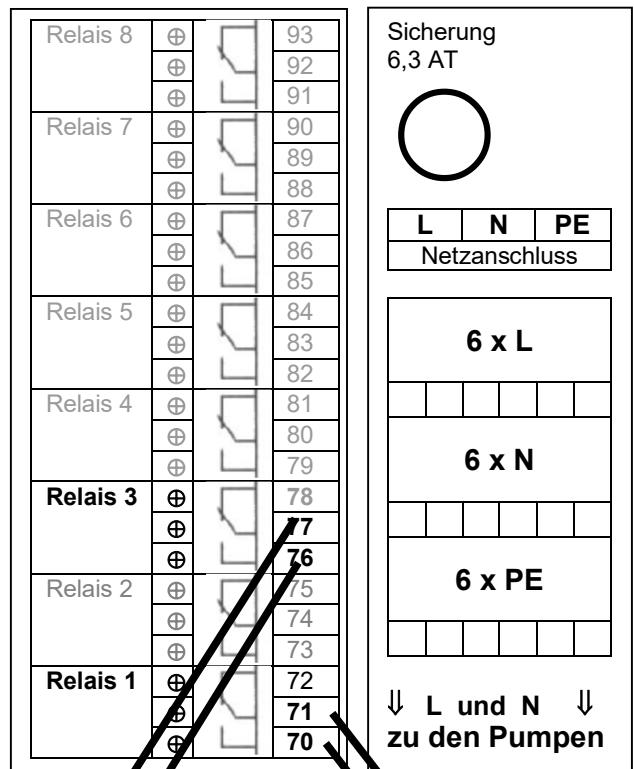 Relais 8 ⊕ 93
⊕ 92
⊕ 91
Relais 7 ⊕ 90
⊕ 89
⊕ 88
Relais 6 ⊕ 87
⊕ 86
⊕ 85
Relais 5 ⊕ 84
⊕ 83
⊕ 82
Relais 4 ⊕ 81
⊕ 80
⊕ 79
Relais 3 ⊕ 78
⊕ 77
⊕ 76
Relais 2 ⊕ 75
⊕ 74
⊕ 73
Relais 1 ⊕ 72
⊕ 71
⊕ 70
Sicherung
6,3 AT
L N PE
Netzanschluss
6 x L
6 x N
6 x PE
⇓ L und N ⇓
zu den Pumpen